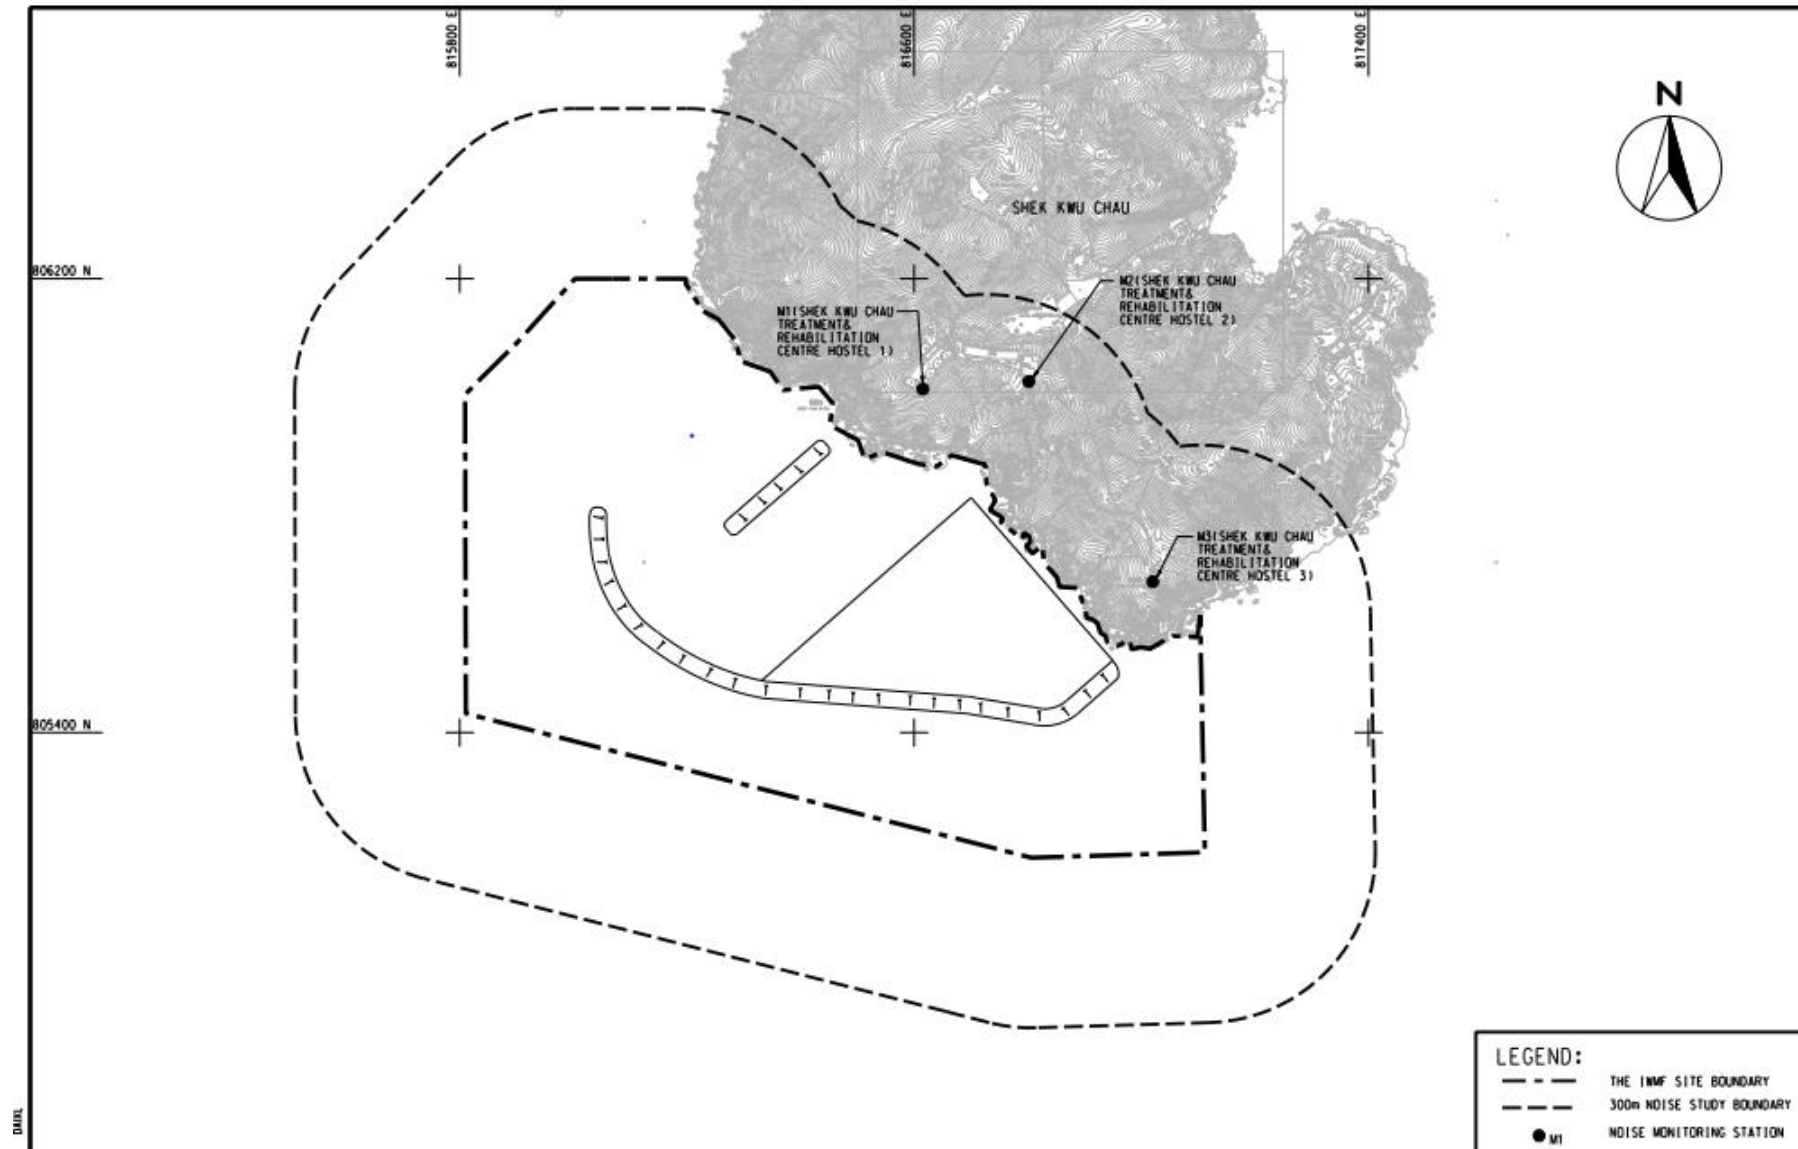 815800 E
816600 E
817400 E
N
SHEK KWU CHAU
806200 N
M1(SHEK KWU CHAU
TREATMENT&
REHABILITATION
CENTRE HOSTEL 1)
M2(SHEK KWU CHAU
TREATMENT&
REHABILITATION
CENTRE HOSTEL 2)
M3(SHEK KWU CHAU
TREATMENT&
REHABILITATION
CENTRE HOSTEL 3)
805400 N
LEGEND:
THE IWMF SITE BOUNDARY
300m NOISE STUDY BOUNDARY
M1 NOISE MONITORING STATION